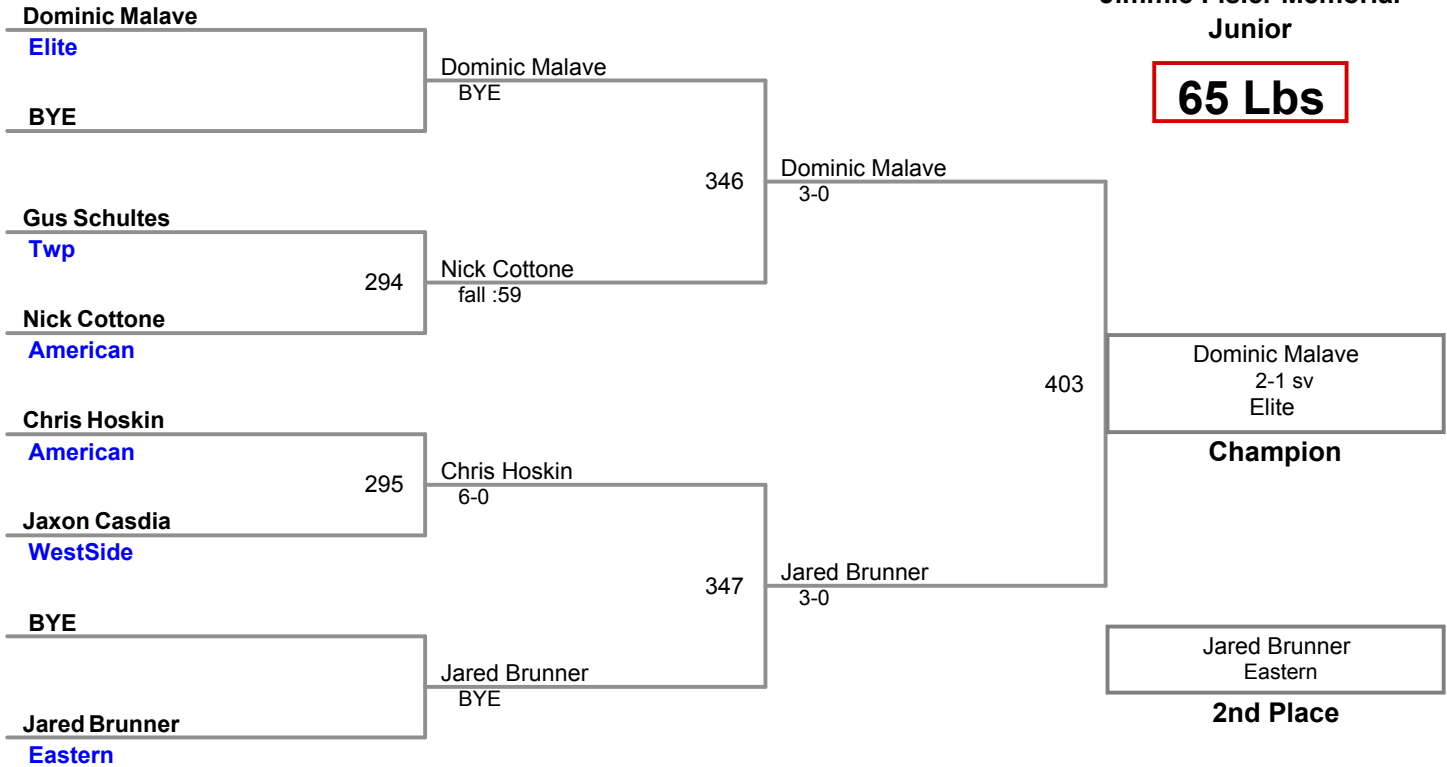 Junior
65 Lbs
Dominic Malave
Elite
BYE
Gus Schultes
Twp
294
Nick Cottone
American
Chris Hoskin
American
295
Jaxon Casdia
WestSide
BYE
Jared Brunner
Eastern
Dominic Malave
BYE
346
Nick Cottone
fall :59
Chris Hoskin
6-0
347
Jared Brunner
BYE
Dominic Malave
3-0
403
Jared Brunner
3-0
Dominic Malave
2-1 sv
Elite
Champion
Jared Brunner
Eastern
2nd Place